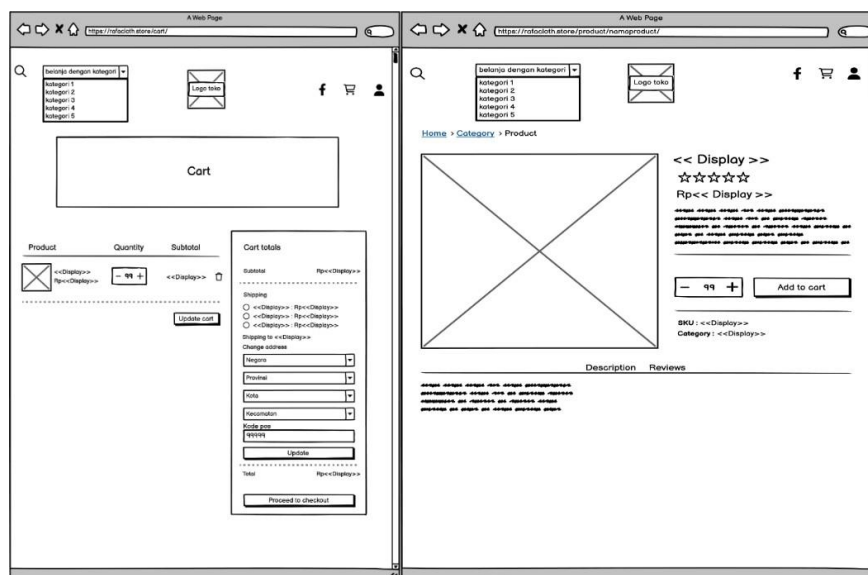 A Web Page
https://rafacloth.store/cart/
belanja dengan kategori
kategori 1
kategori 2
kategori 3
kategori 4
kategori 5
Logo toko
Cart
Product Quantity Subtotal
<<Display>>
Rp<<Display>>
- 99 +
<<Display>>
Update cart
Cart totals
Subtotal Rp<<Display>>
Shipping
<<Display>> : Rp<<Display>>
<<Display>> : Rp<<Display>>
<<Display>> : Rp<<Display>>
Shipping to <<Display>>
Change address
Negara
Provinsi
Kota
Kecamatan
Kode pos
99999
Update
Total Rp<<Display>>
Proceed to checkout
A Web Page
https://rafacloth.store/product/namaproduct/
belanja dengan kategori
kategori 1
kategori 2
kategori 3
kategori 4
kategori 5
Logo toko
Home > Category > Product
<< Display >>
Rp<< Display >>
- 99 +
Add to cart
SKU : <<Display>>
Category : <<Display>>
Description Reviews